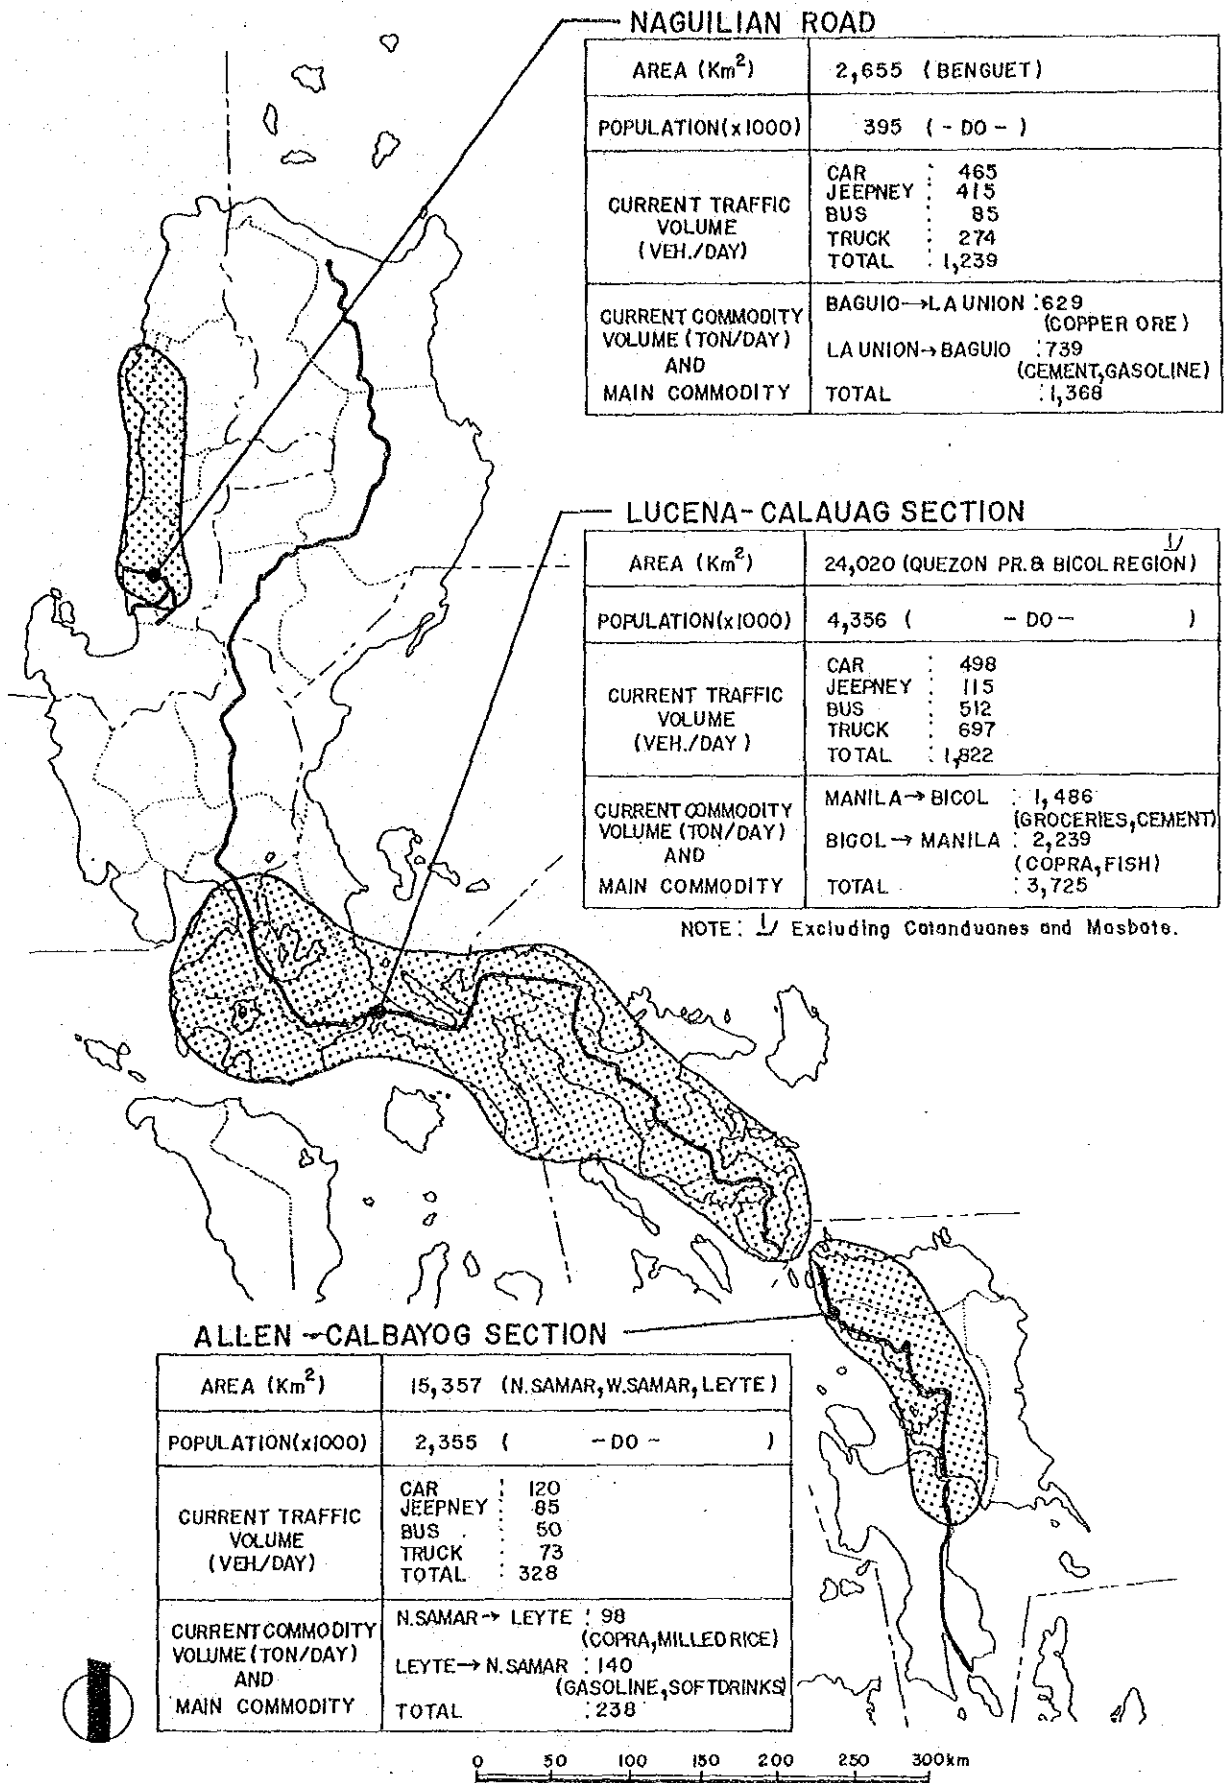 NAGUILIAN ROAD
AREA (Km²) 2,655 (BENGUET)
POPULATION(x1000) 395 (- DO -)
CURRENT TRAFFIC VOLUME (VEH./DAY)
CAR : 465
JEEPNEY : 415
BUS : 85
TRUCK : 274
TOTAL : 1,239
CURRENT COMMODITY VOLUME (TON/DAY) AND MAIN COMMODITY
BAGUIO→LA UNION : 629
(COPPER ORE)
LA UNION→BAGUIO : 739
(CEMENT,GASOLINE)
TOTAL : 1,368
LUCENA-CALAUAG SECTION
AREA (Km²) 24,020 (QUEZON PR. & BICOL REGION) 1/
POPULATION(x1000) 4,356 ( - DO - )
CURRENT TRAFFIC VOLUME (VEH./DAY)
CAR : 498
JEEPNEY : 115
BUS : 512
TRUCK : 697
TOTAL : 1,822
CURRENT COMMODITY VOLUME (TON/DAY) AND MAIN COMMODITY
MANILA→BICOL : 1,486
(GROCERIES,CEMENT)
BICOL→MANILA : 2,239
(COPRA,FISH)
TOTAL : 3,725
NOTE: 1/ Excluding Catanduanes and Masbate.
ALLEN - CALBAYOG SECTION
AREA (Km²) 15,357 (N.SAMAR,W.SAMAR,LEYTE)
POPULATION(x1000) 2,355 ( - DO - )
CURRENT TRAFFIC VOLUME (VEH./DAY)
CAR : 120
JEEPNEY : 85
BUS : 50
TRUCK : 73
TOTAL : 328
CURRENT COMMODITY VOLUME (TON/DAY) AND MAIN COMMODITY
N.SAMAR→LEYTE : 98
(COPRA,MILLED RICE)
LEYTE→N.SAMAR : 140
(GASOLINE,SOFTDRINKS)
TOTAL : 238
0 50 100 150 200 250 300km